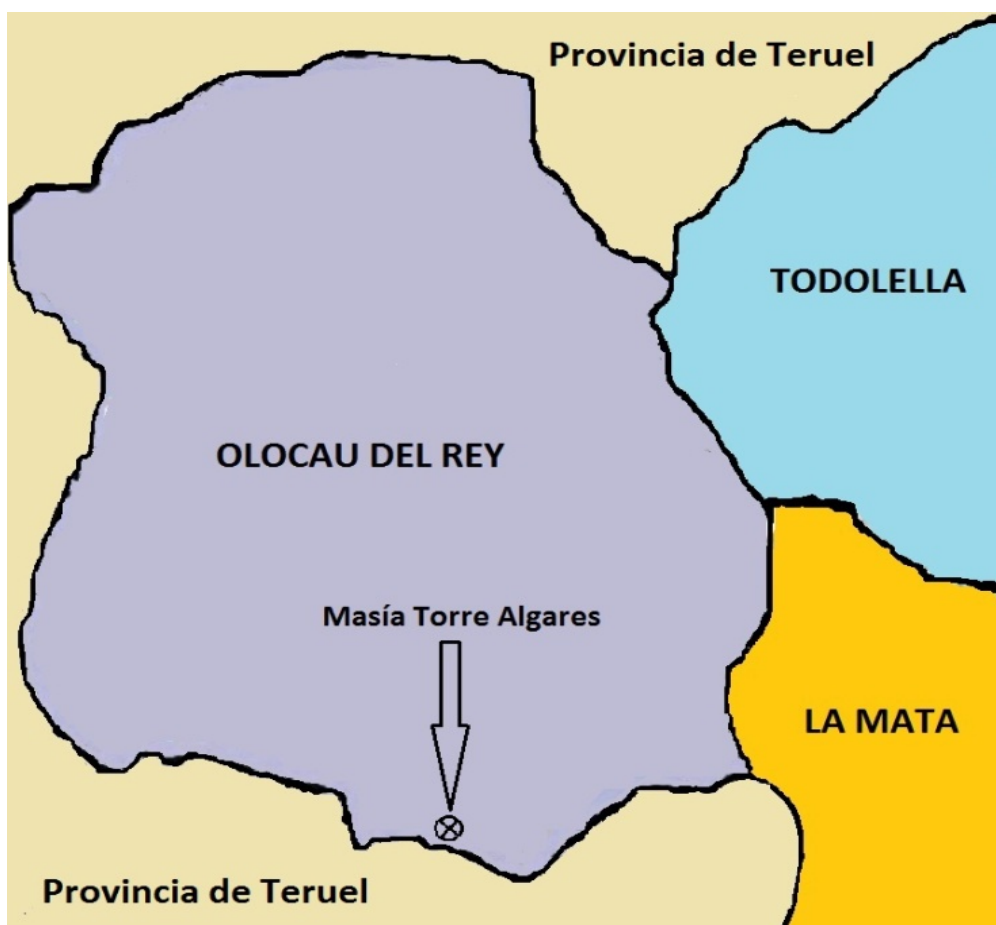 Provincia de Teruel
TODOLELLA
OLOCAU DEL REY
Masía Torre Algares
LA MATA
Provincia de Teruel